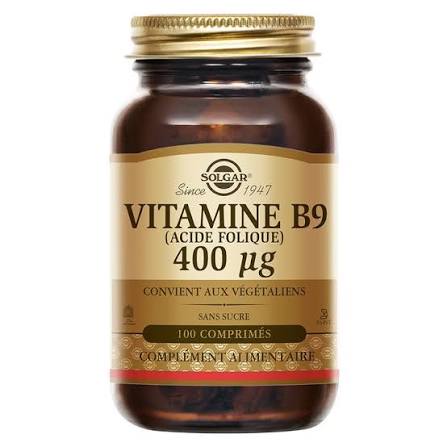 SOLGAR®
Since 1947
VITAMINE B9
(ACIDE FOLIQUE)
400 µg
CONVIENT AUX VÉGÉTALIENS
SANS SUCRE
100 COMPRIMÉS
COMPLÉMENT ALIMENTAIRE